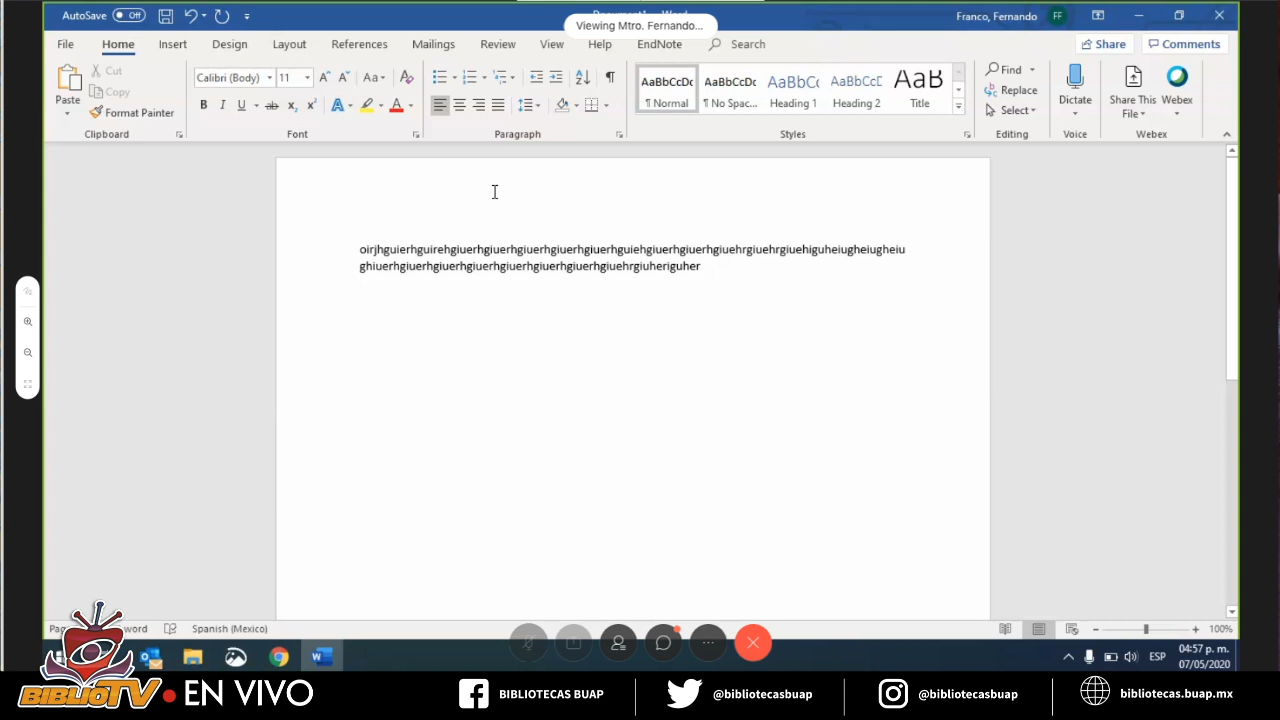 AutoSave Off
Viewing Mtro. Fernando...
Franco, Fernando FF
File Home Insert Design Layout References Mailings Review View Help EndNote Search Share Comments
Paste Cut Copy Format Painter
Calibri (Body) 11
AaBbCcDc ¶ Normal
AaBbCcDc ¶ No Spac...
AaBbCc Heading 1
AaBbCcD Heading 2
AaB Title
Find Replace Select
Dictate
Share This File
Webex
Clipboard Font Paragraph Styles Editing Voice Webex
oirjhguierhguirehgiuerhgiuerhgiuerhgiuerhgiuerhguiehgiuerhgiuerhgiuehrgiuehrgiuehiguheiugheiugheiu
ghiuerhgiuerhgiuerhgiuerhgiuerhgiuerhgiuerhgiuehrgiuheriguher
word Spanish (Mexico) 100%
ESP 04:57 p. m.
07/05/2020
BIBLIOTV EN VIVO
BIBLIOTECAS BUAP
@bibliotecasbuap
@bibliotecasbuap
bibliotecas.buap.mx